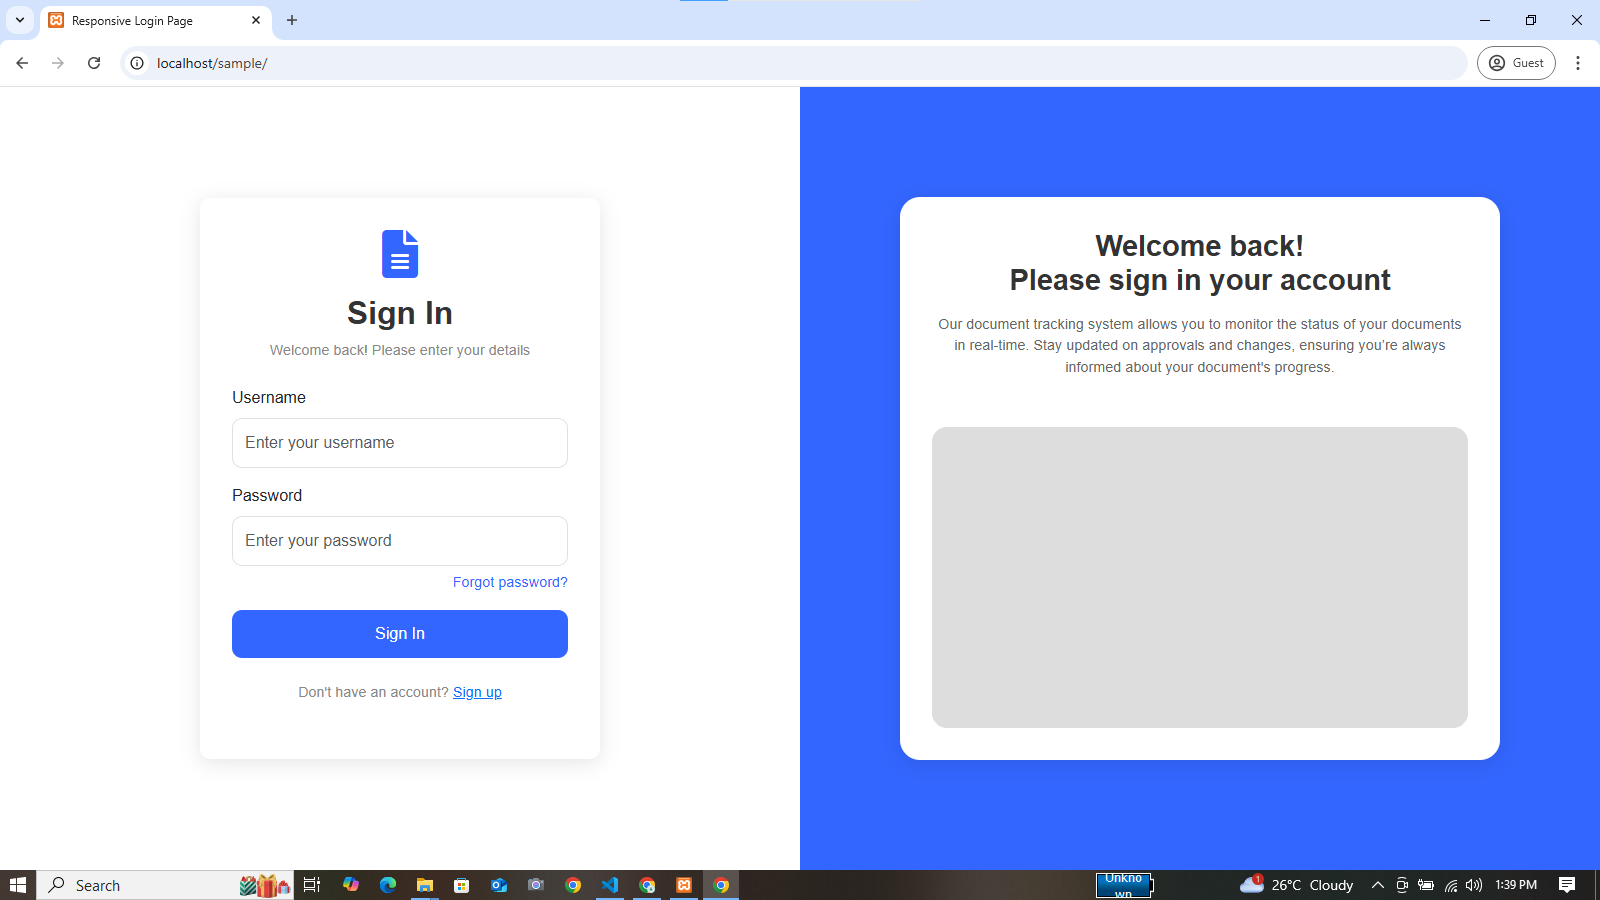 Responsive Login Page
localhost/sample/
Guest
Sign In
Welcome back! Please enter your details
Username
Enter your username
Password
Enter your password
Forgot password?
Sign In
Don't have an account? Sign up
Welcome back!
Please sign in your account
Our document tracking system allows you to monitor the status of your documents
in real-time. Stay updated on approvals and changes, ensuring you’re always
informed about your document's progress.
Search
Unkno
wn
1
26°C Cloudy
1:39 PM